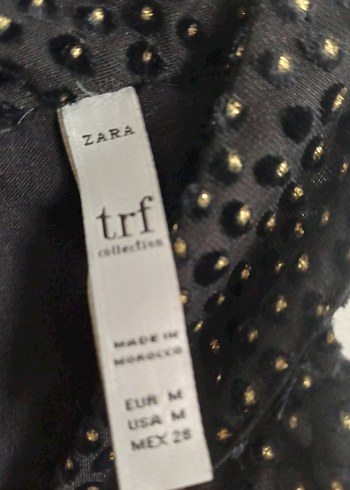 ZARA
trf
collection
MADE IN
MOROCCO
EUR M
USA M
MEX 28